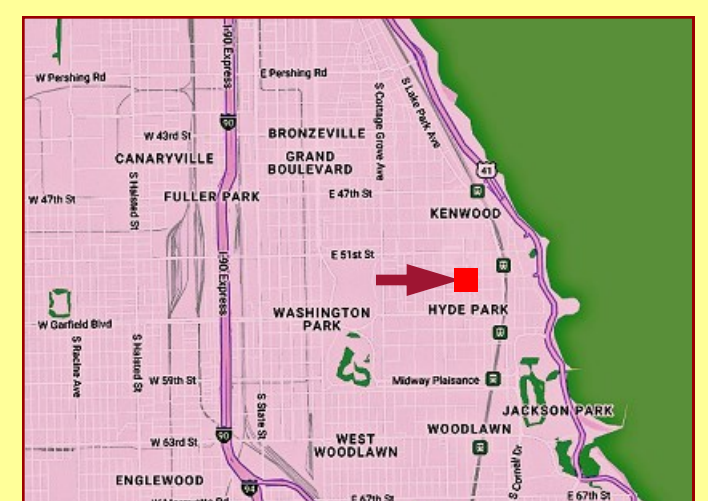 I-90 Express
W Pershing Rd
E Pershing Rd
S Cottage Grove Ave
S Lake Park Ave
90
W 43rd St
BRONZEVILLE
CANARYVILLE
GRAND
BOULEVARD
41
S Halsted St
W 47th St
FULLER PARK
E 47th St
KENWOOD
E 51st St
I-90 Express
HYDE PARK
WASHINGTON
PARK
W Garfield Blvd
S Racine Ave
S Halsted St
W 59th St
Midway Plaisance
S State St
JACKSON PARK
WOODLAWN
90
W 63rd St
WEST
WOODLAWN
S Cornell Dr
ENGLEWOOD
94
E 67th St
E 67th St